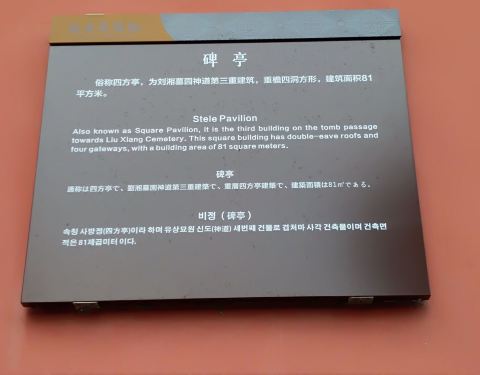 碑亭
俗称四方亭，为刘湘墓园神道第三重建筑，重檐四洞方形，建筑面积81
平方米。
Stele Pavilion
Also known as Square Pavilion, it is the third building on the tomb passage
towards Liu Xiang Cemetery. This square building has double-eave roofs and
four gateways, with a building area of 81 square meters.
碑亭
通称は四方亭で、劉湘墓園神道第三重建築で、重層四方亭建築で、建築面積は81㎡である。
비정（碑亭）
속칭 사방정(四方亭)이라 하며 유상묘원 신도(神道) 세번째 건물로 겹처마 사각 건축물이며 건축면
적은 81제곱미터 이다.